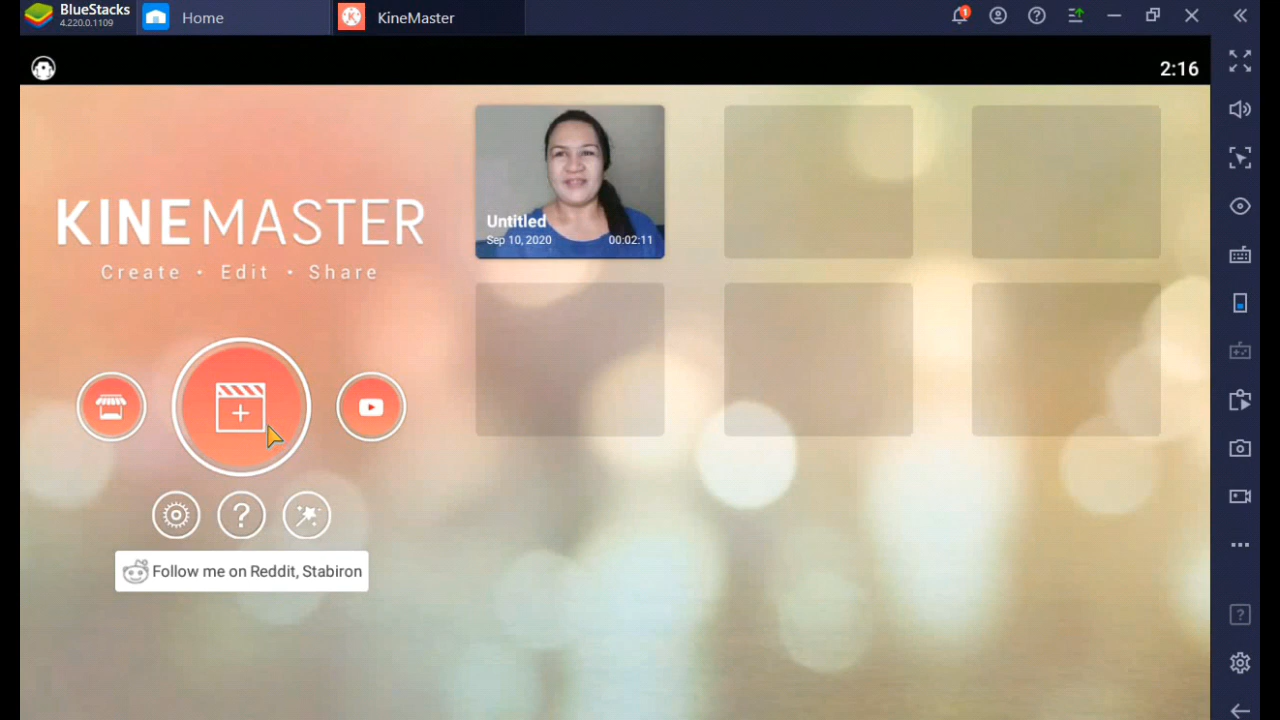 BlueStacks
4.220.0.1109
Home
KineMaster
1
2:16
KINEMASTER
Create • Edit • Share
Untitled
Sep 10, 2020
00:02:11
Follow me on Reddit, Stabiron